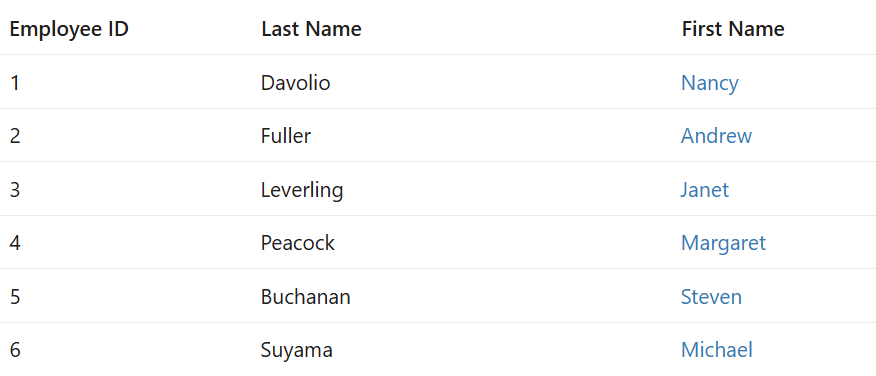 Employee ID Last Name First Name
1 Davolio Nancy
2 Fuller Andrew
3 Leverling Janet
4 Peacock Margaret
5 Buchanan Steven
6 Suyama Michael